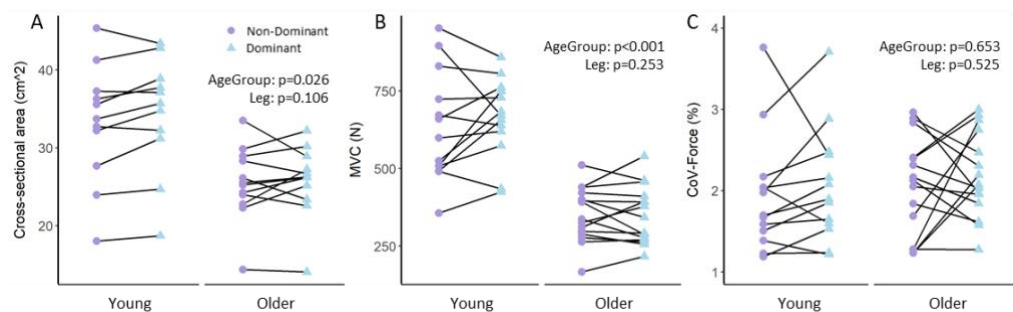 A
Cross-sectional area (cm^2)
40
30
20
Non-Dominant
Dominant
AgeGroup: p=0.026
Leg: p=0.106
Young
Older
B
MVC (N)
750
500
250
AgeGroup: p<0.001
Leg: p=0.253
Young
Older
C
CoV-Force (%)
4
3
2
1
AgeGroup: p=0.653
Leg: p=0.525
Young
Older